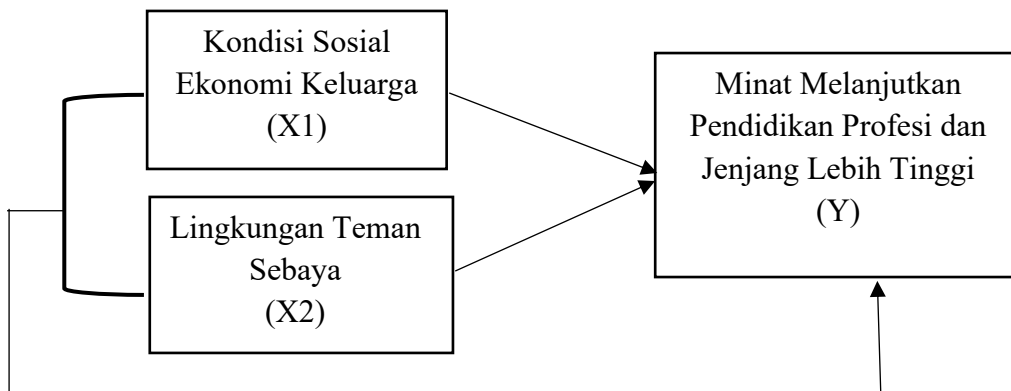 Kondisi Sosial
Ekonomi Keluarga
(X1)
Lingkungan Teman
Sebaya
(X2)
Minat Melanjutkan
Pendidikan Profesi dan
Jenjang Lebih Tinggi
(Y)